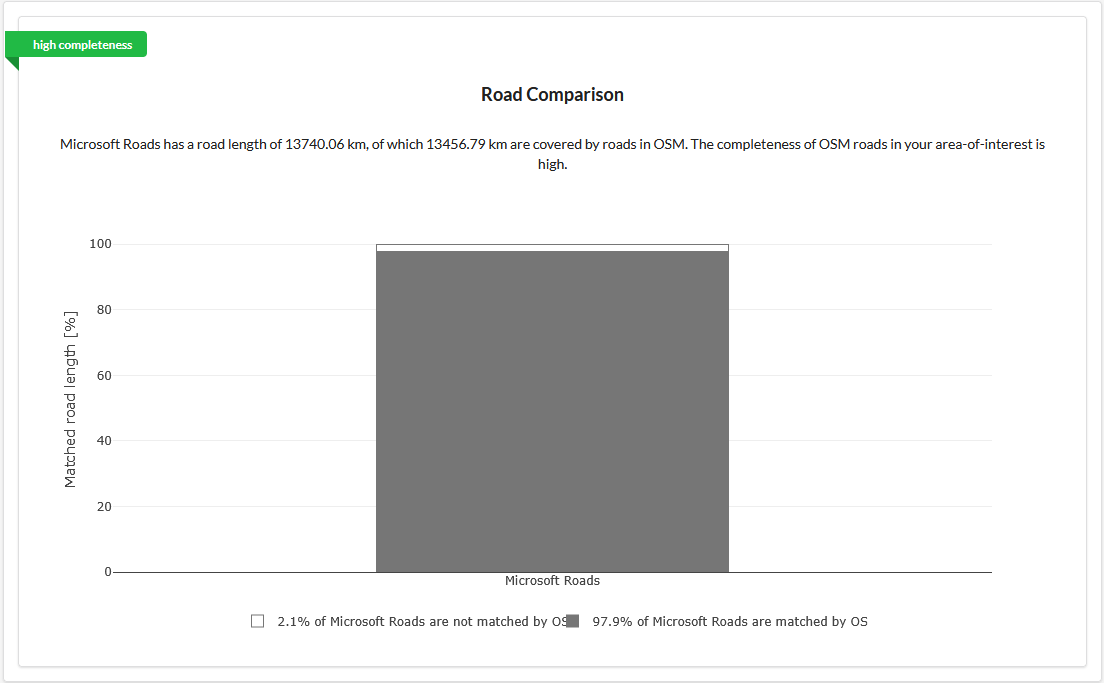 high completeness
Road Comparison
Microsoft Roads has a road length of 13740.06 km, of which 13456.79 km are covered by roads in OSM. The completeness of OSM roads in your area-of-interest is
high.
100
80
60
40
20
0
Matched road length [%]
Microsoft Roads
2.1% of Microsoft Roads are not matched by OS
97.9% of Microsoft Roads are matched by OS